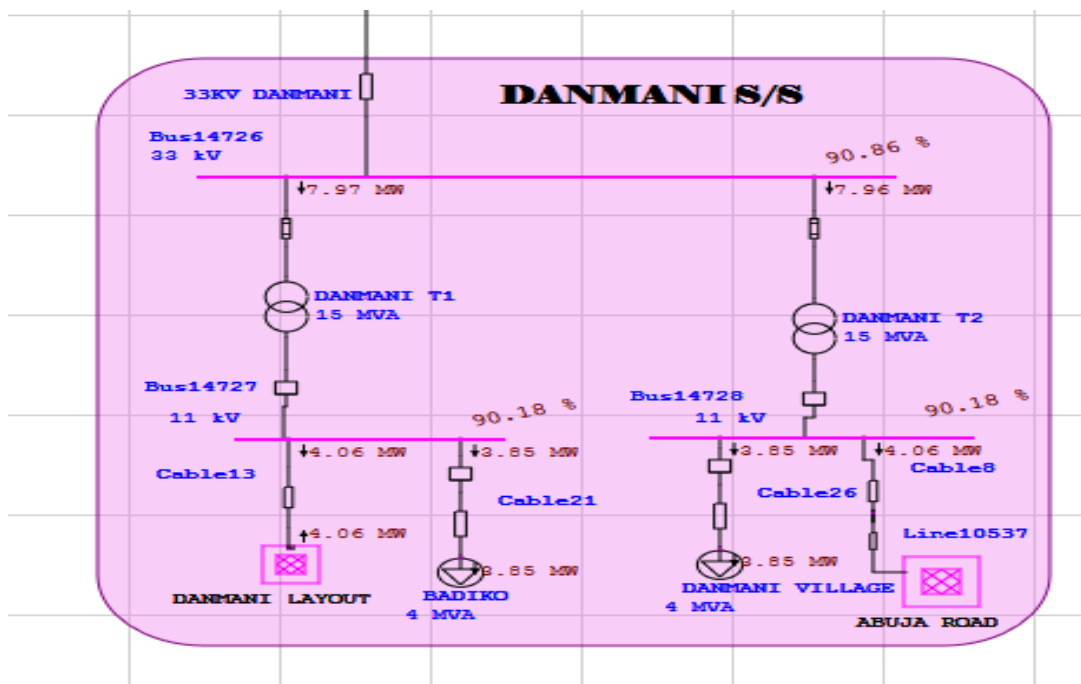 DANMANI S/S
33KV DANMANI
Bus14726
33 kV
90.86 %
7.97 MW
7.96 MW
DANMANI T1
15 MVA
DANMANI T2
15 MVA
Bus14727
11 kV
90.18 %
Bus14728
11 kV
90.18 %
4.06 MW
3.85 MW
3.85 MW
4.06 MW
Cable13
Cable21
Cable26
Cable8
4.06 MW
Line10537
3.85 MW
3.85 MW
DANMANI LAYOUT
BADIKO
4 MVA
DANMANI VILLAGE
4 MVA
ABUJA ROAD